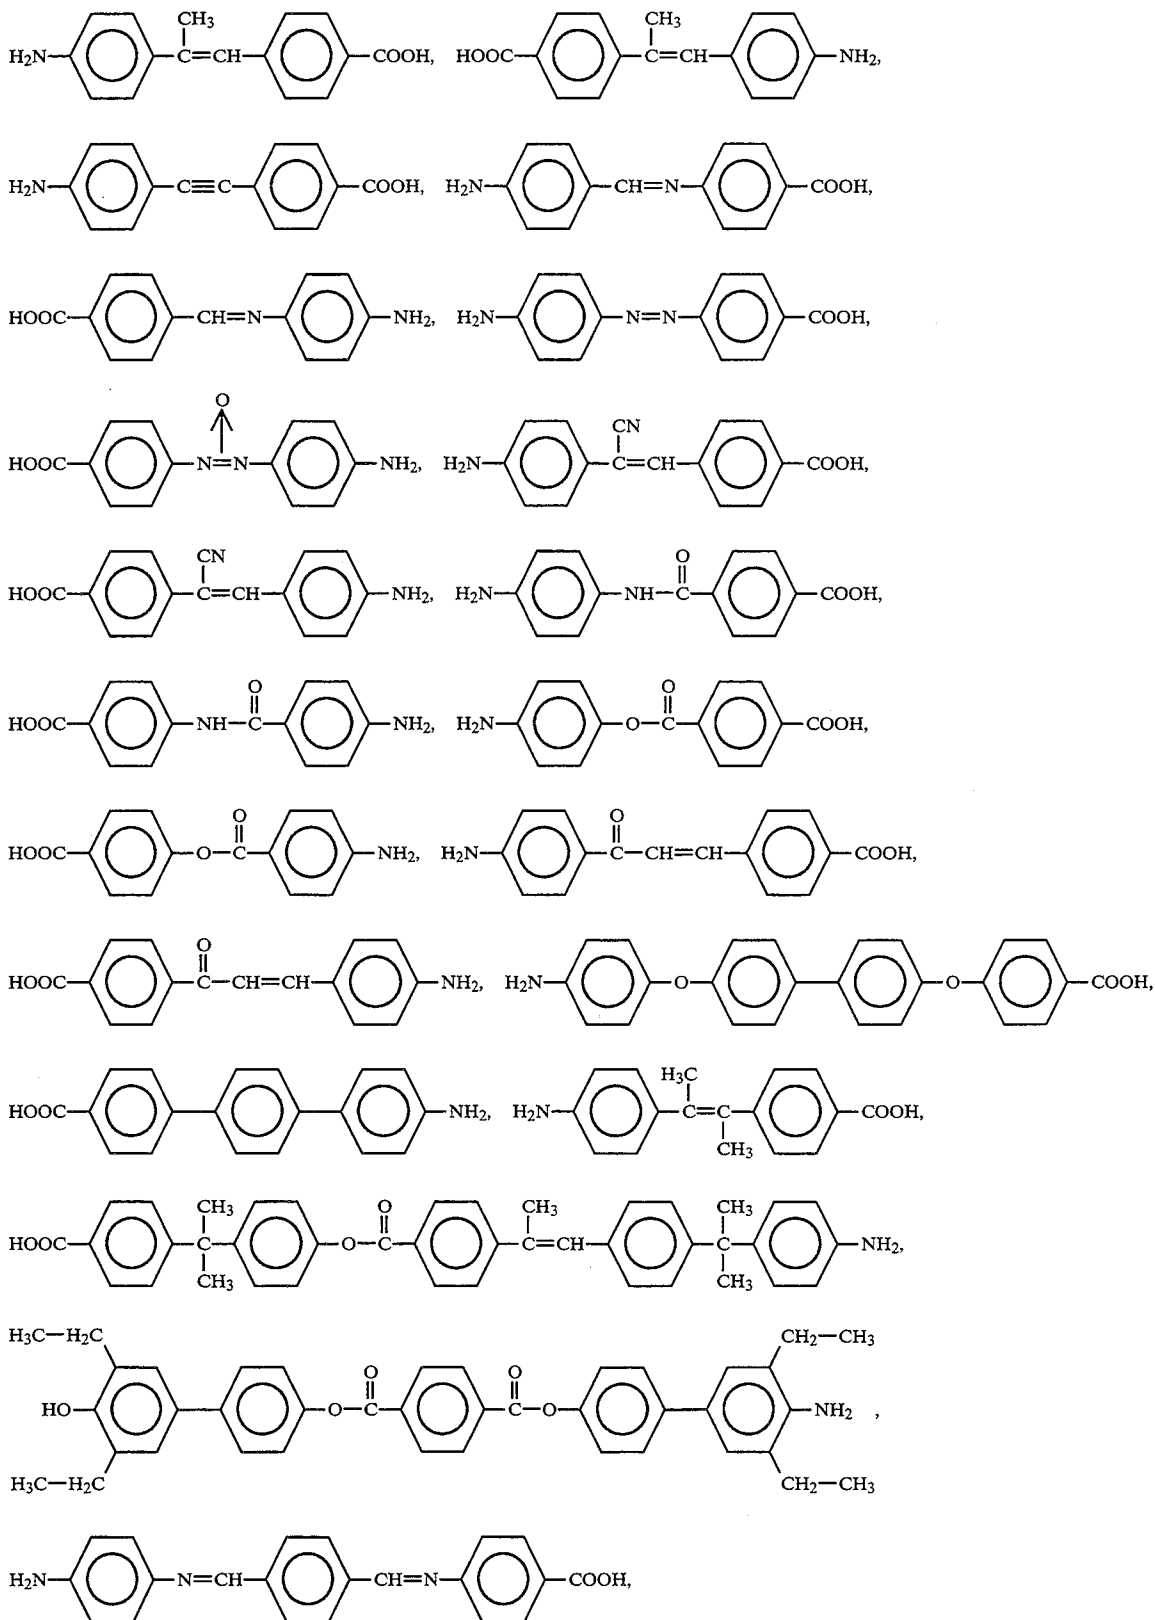 CH3 CH3
H2N C=CH COOH, HOOC C=CH NH2,
H2N C≡C COOH, H2N CH=N COOH,
HOOC CH=N NH2, H2N N=N COOH,
O
CN
HOOC N=N NH2, H2N C=CH COOH,
CN O
HOOC C=CH NH2, H2N NH—C COOH,
O O
HOOC NH—C NH2, H2N O—C COOH,
O O
HOOC O—C NH2, H2N C—CH=CH COOH,
O
HOOC C—CH=CH NH2, H2N O O COOH,
H3C
HOOC NH2, H2N C=C COOH,
CH3
CH3 O CH3 CH3
HOOC C O—C C=CH C NH2,
CH3 CH3
H3C—H2C CH2—CH3
O O
HO O—C C—O NH2 ,
H3C—H2C CH2—CH3
H2N N=CH CH=N COOH,